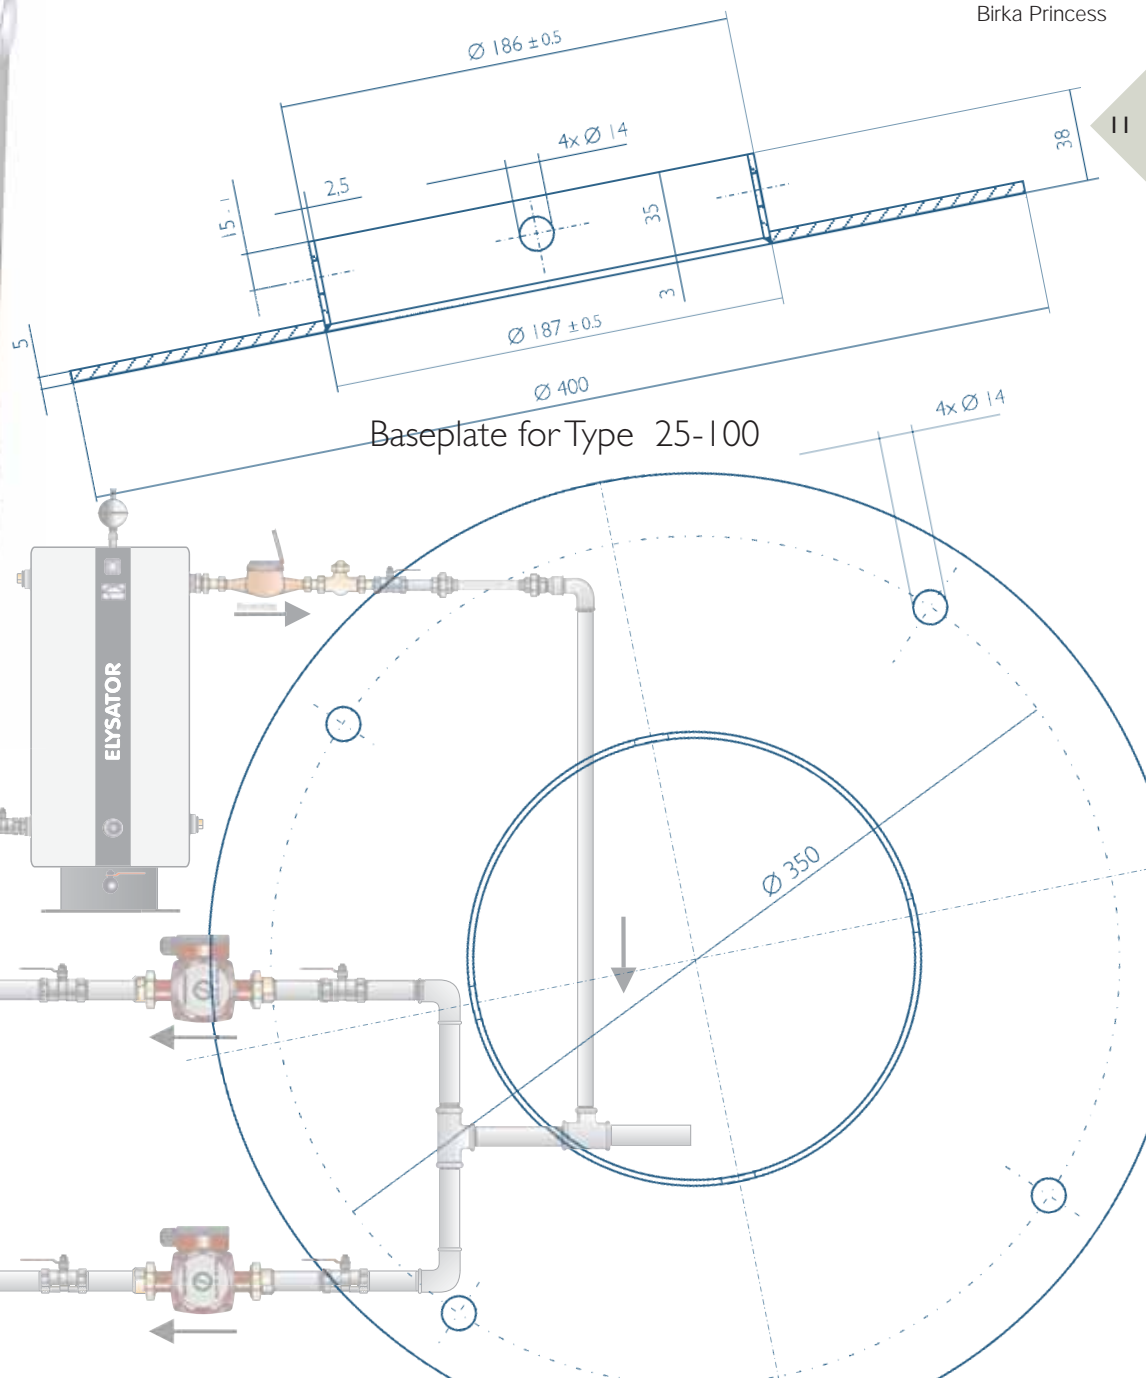 Birka Princess
11
Ø 186 ± 0.5
4x Ø 14
38
2,5
15 - 1
35
3
5
Ø 187 ± 0.5
Ø 400
4x Ø 14
Baseplate for Type 25-100
ELYSATOR
Ø 350